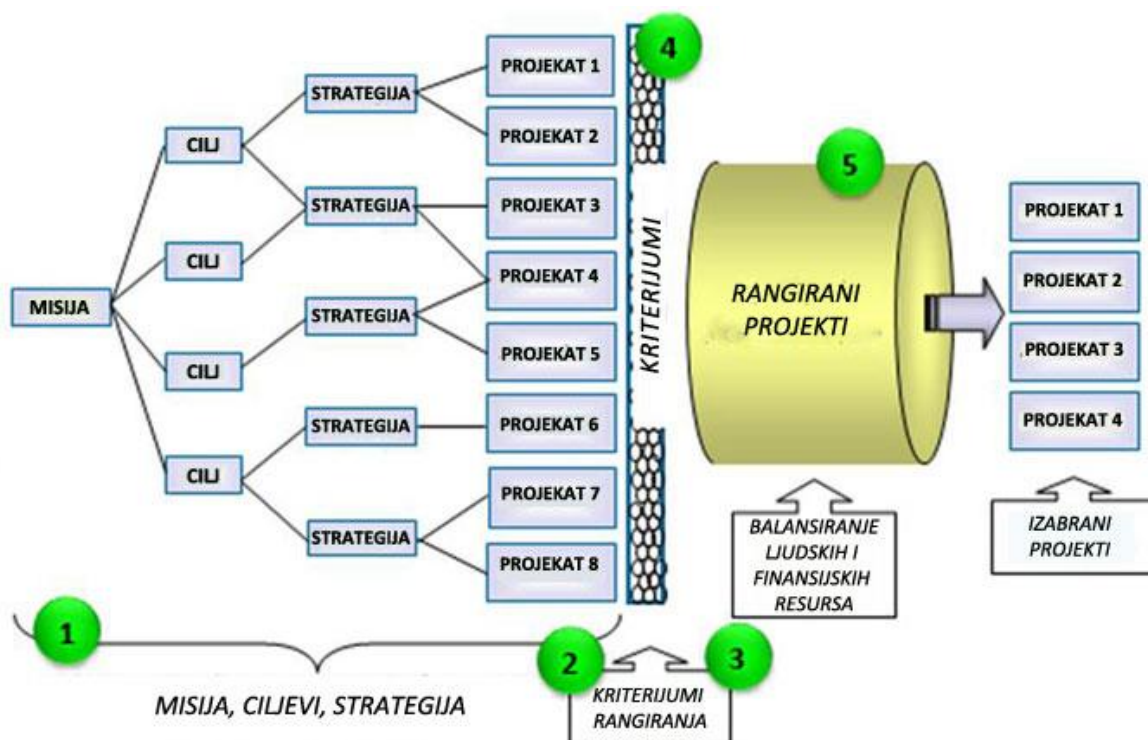 MISIJA
CILJ
CILJ
CILJ
CILJ
STRATEGIJA
STRATEGIJA
STRATEGIJA
STRATEGIJA
STRATEGIJA
PROJEKAT 1
PROJEKAT 2
PROJEKAT 3
PROJEKAT 4
PROJEKAT 5
PROJEKAT 6
PROJEKAT 7
PROJEKAT 8
4
KRITERIJUMI
5
RANGIRANI
PROJEKTI
PROJEKAT 1
PROJEKAT 2
PROJEKAT 3
PROJEKAT 4
BALANSIRANJE
LJUDSKIH I
FINANSIJSKIH
RESURSA
IZABRANI
PROJEKTI
1
MISIJA, CILJEVI, STRATEGIJA
2
3
KRITERIJUMI
RANGIRANJA